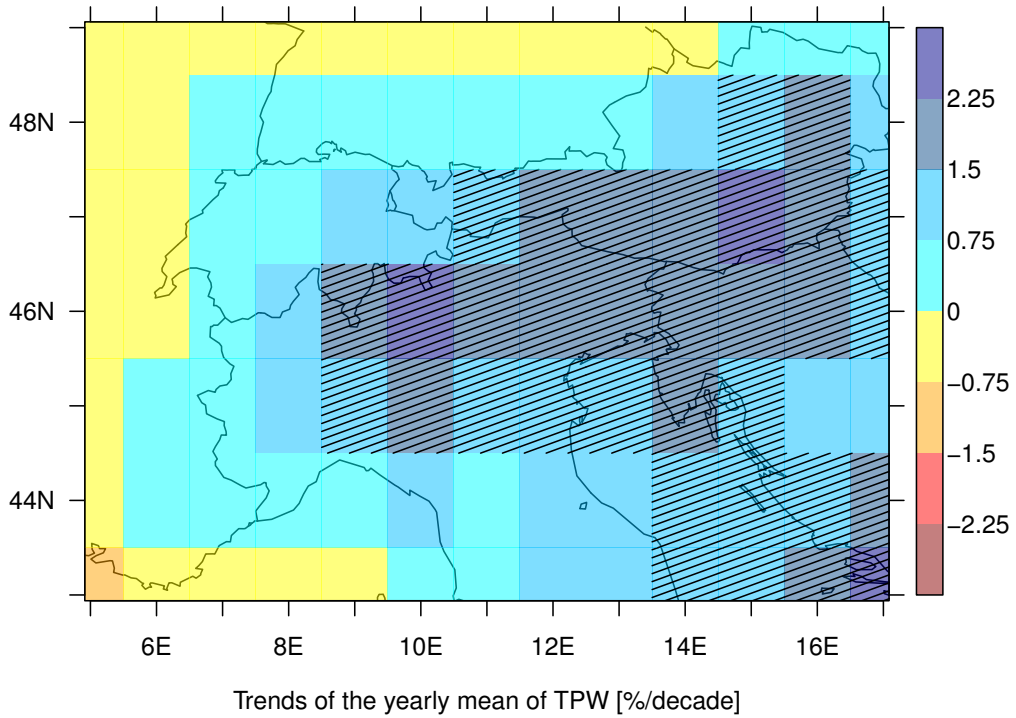 48N
46N
44N
6E
8E
10E
12E
14E
16E
2.25
1.5
0.75
0
−0.75
−1.5
−2.25
Trends of the yearly mean of TPW [%/decade]